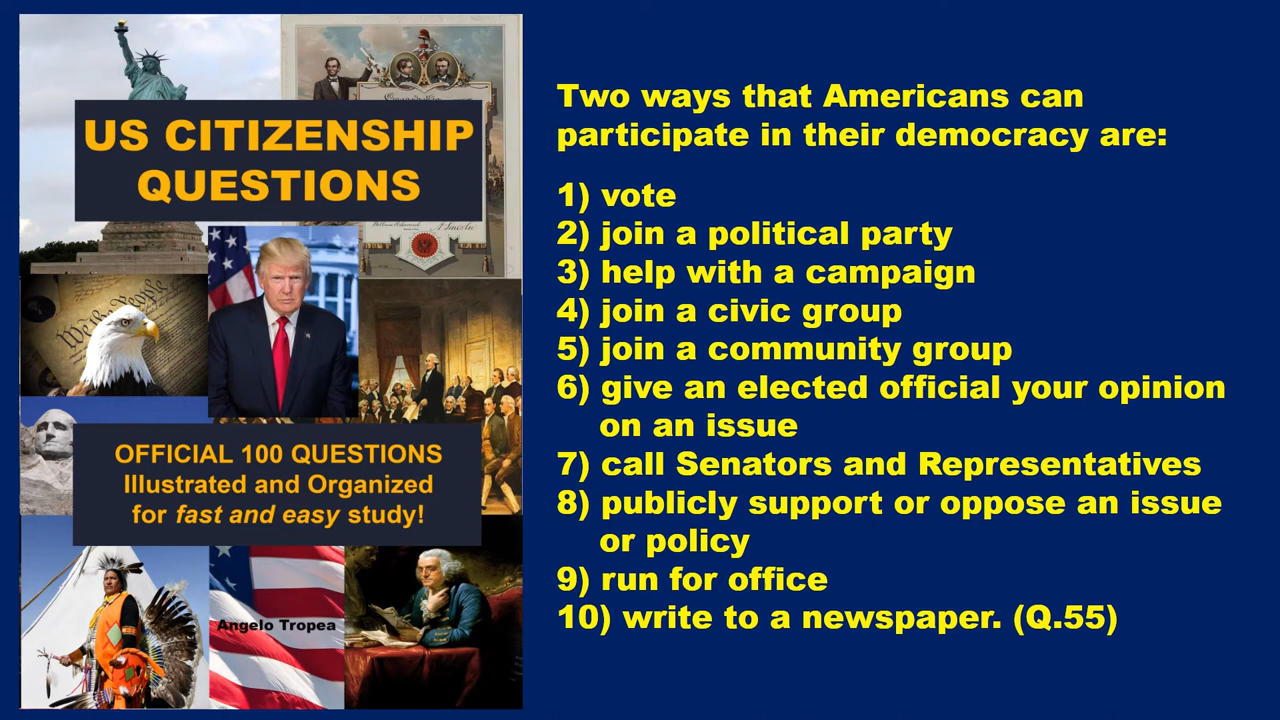 US CITIZENSHIP
QUESTIONS
We the People
OFFICIAL 100 QUESTIONS
Illustrated and Organized
for fast and easy study!
Angelo Tropea
Two ways that Americans can
participate in their democracy are:
1) vote
2) join a political party
3) help with a campaign
4) join a civic group
5) join a community group
6) give an elected official your opinion
on an issue
7) call Senators and Representatives
8) publicly support or oppose an issue
or policy
9) run for office
10) write to a newspaper. (Q.55)